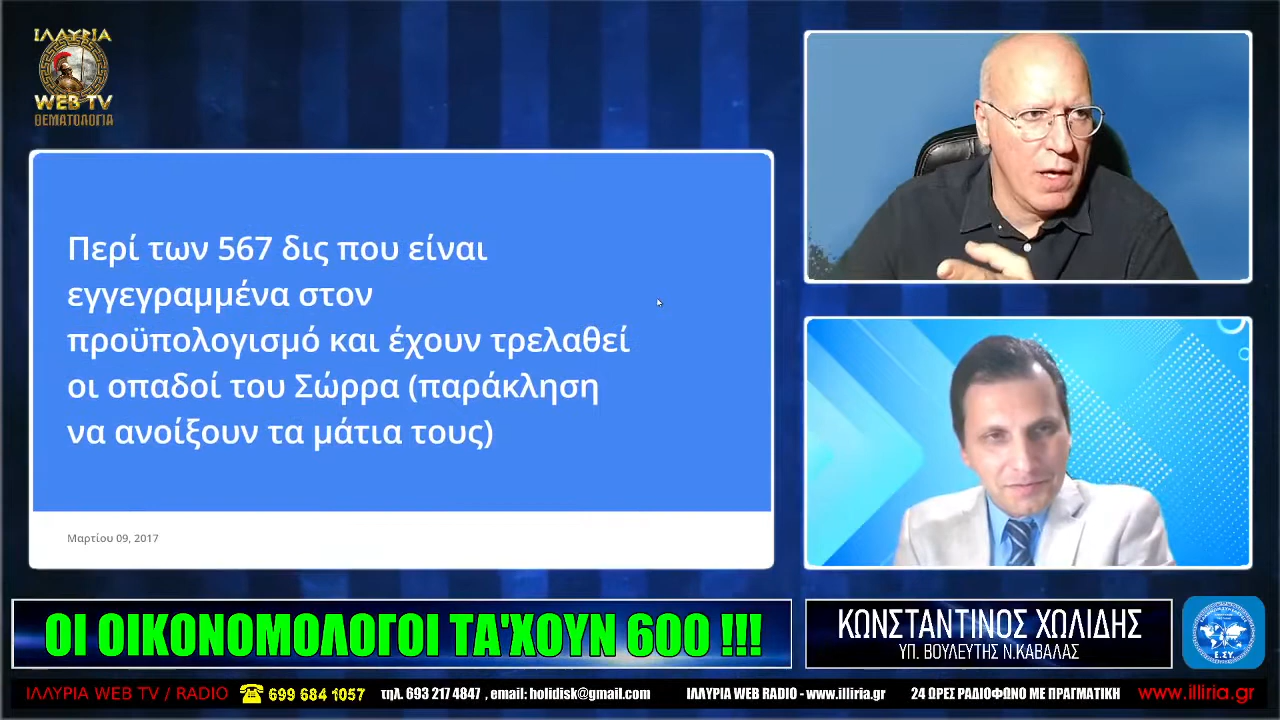 ΙΛΛΥΡΙΑ
WEB TV
ΘΕΜΑΤΟΛΟΓΙΑ
Περί των 567 δις που είναι
εγγεγραμμένα στον
προϋπολογισμό και έχουν τρελαθεί
οι οπαδοί του Σώρρα (παράκληση
να ανοίξουν τα μάτια τους)
Μαρτίου 09, 2017
ΟΙ ΟΙΚΟΝΟΜΟΛΟΓΟΙ ΤΑ'ΧΟΥΝ 600 !!!
ΚΩΝΣΤΑΝΤΙΝΟΣ ΧΩΛΙΔΗΣ
ΥΠ. ΒΟΥΛΕΥΤΗΣ Ν.ΚΑΒΑΛΑΣ
Ε.ΣΥ.
ΙΛΛΥΡΙΑ WEB TV / RADIO 699 684 1057 τηλ. 693 217 4847 , email: holidisk@gmail.com ΙΛΛΥΡΙΑ WEB RADIO - www.illiria.gr 24 ΩΡΕΣ ΡΑΔΙΟΦΩΝΟ ΜΕ ΠΡΑΓΜΑΤΙΚΗ www.illiria.gr